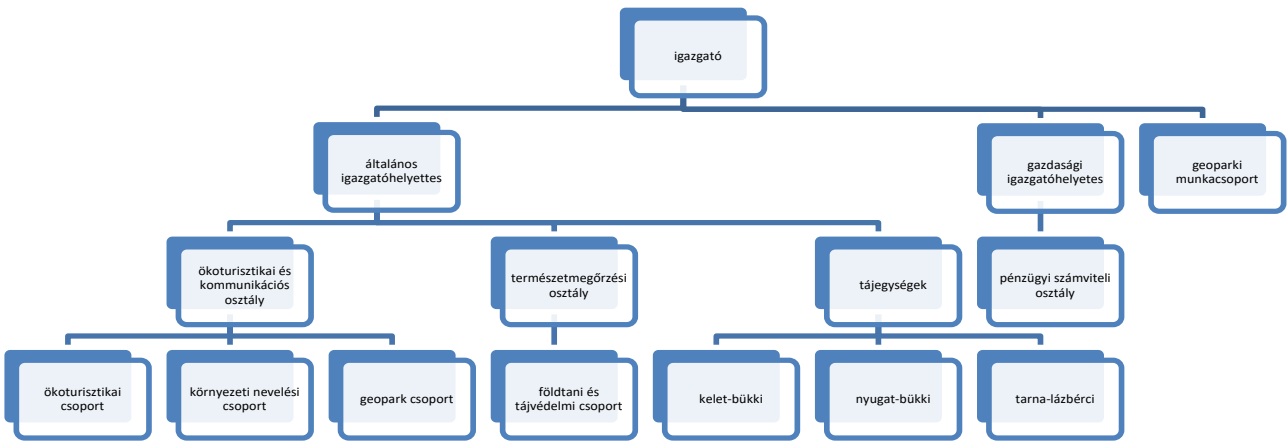 igazgató
általános
igazgatóhelyettes
gazdasági
igazgatóhelyetes
geoparki
munkacsoport
ökoturisztikai és
kommunikációs
osztály
természetmegőrzési
osztály
tájegységek
pénzügyi számviteli
osztály
ökoturisztikai
csoport
környezeti nevelési
csoport
geopark csoport
földtani és
tájvédelmi csoport
kelet-bükki
nyugat-bükki
tarna-lázbérci